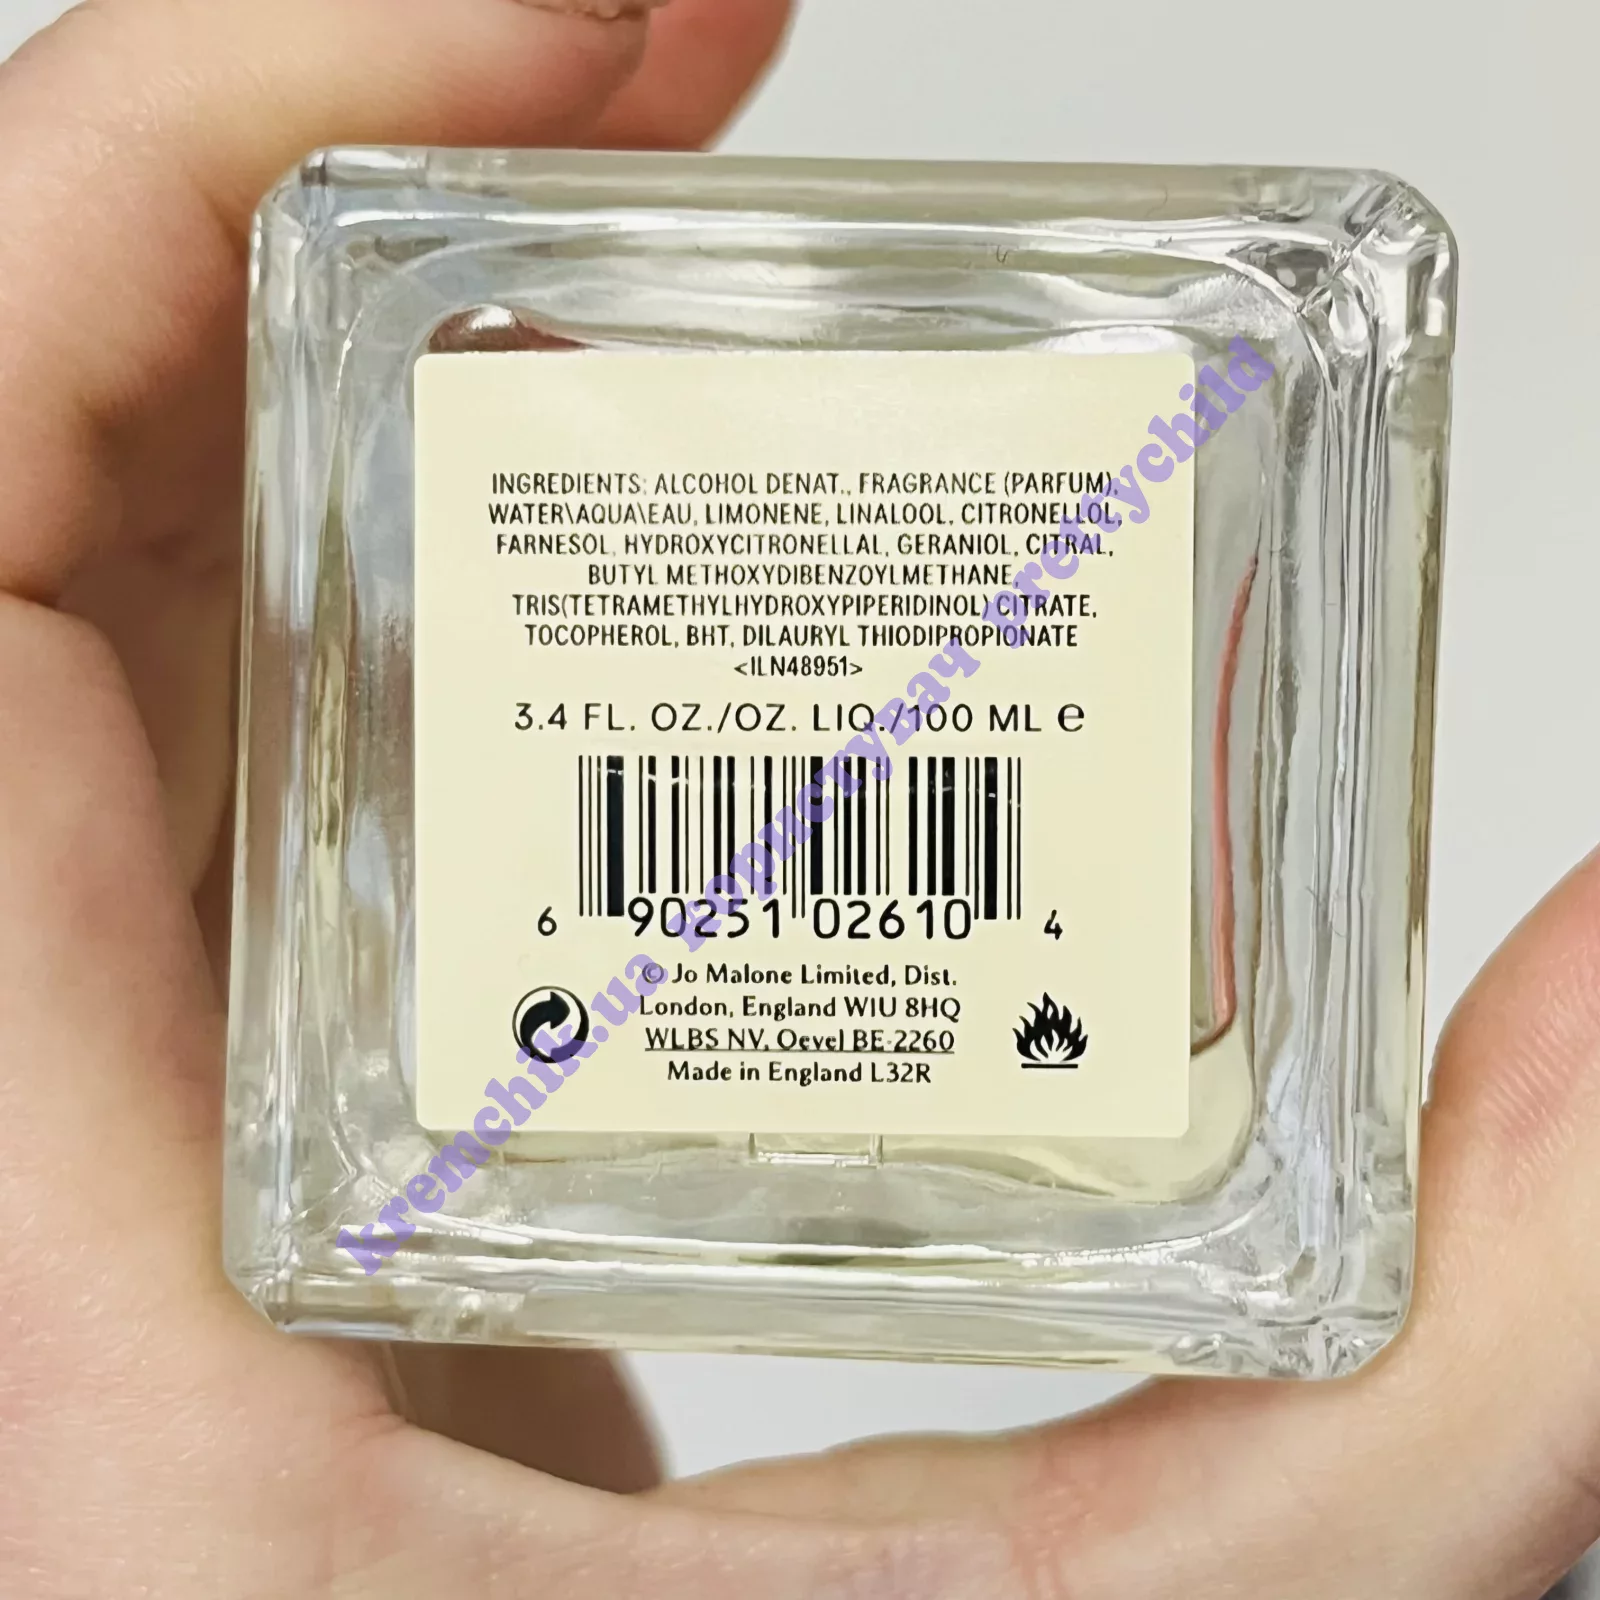 INGREDIENTS: ALCOHOL DENAT., FRAGRANCE (PARFUM),
WATER\AQUA\EAU, LIMONENE, LINALOOL, CITRONELLOL,
FARNESOL, HYDROXYCITRONELLAL, GERANIOL, CITRAL,
BUTYL METHOXYDIBENZOYLMETHANE,
TRIS(TETRAMETHYLHYDROXYPIPERIDINOL) CITRATE,
TOCOPHEROL, BHT, DILAURYL THIODIPROPIONATE
<ILN48951>
3.4 FL. OZ./OZ. LIQ./100 ML e
6 90251 02610 4
© Jo Malone Limited, Dist.
London, England W1U 8HQ
WLBS NV, Oevel BE-2260
Made in England L32R
kremchik.ua користувач prettychild